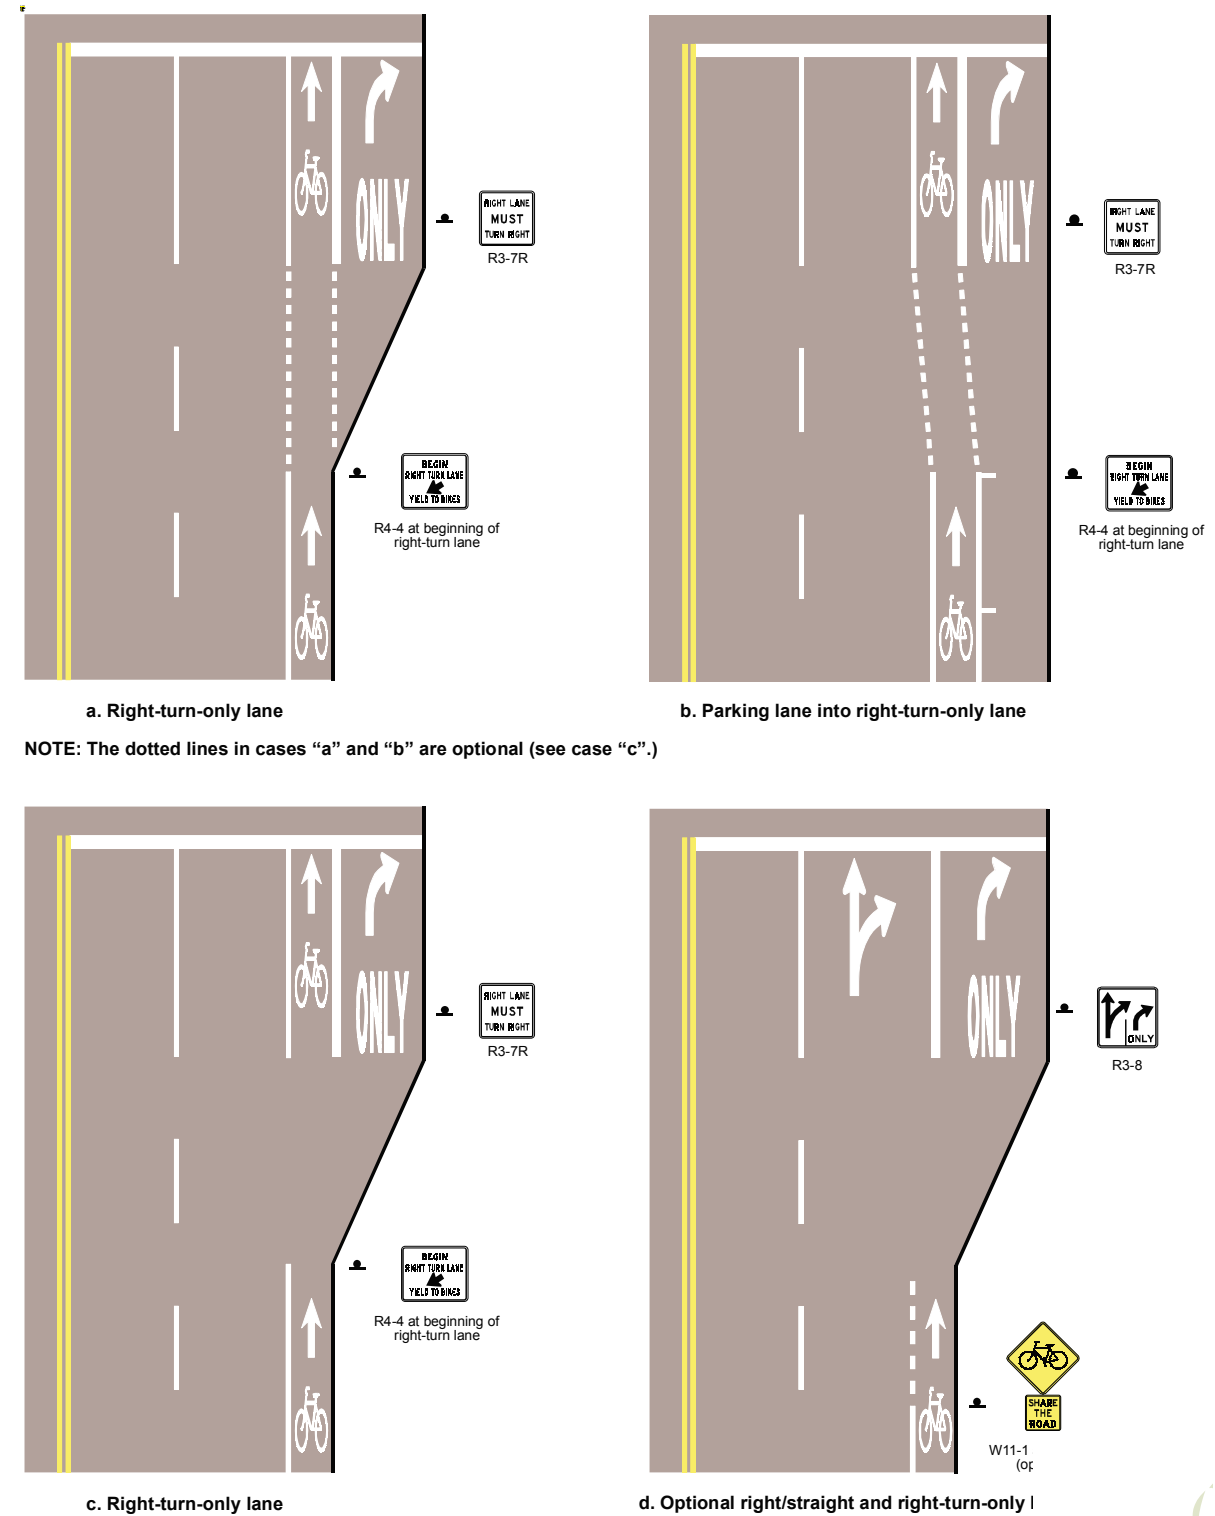 ONLY
RIGHT LANE
MUST
TURN RIGHT
R3-7R
BEGIN
RIGHT TURN LANE
YIELD TO BIKES
R4-4 at beginning of
right-turn lane
a. Right-turn-only lane
ONLY
RIGHT LANE
MUST
TURN RIGHT
R3-7R
BEGIN
RIGHT TURN LANE
YIELD TO BIKES
R4-4 at beginning of
right-turn lane
b. Parking lane into right-turn-only lane
NOTE: The dotted lines in cases “a” and “b” are optional (see case “c”.)
ONLY
RIGHT LANE
MUST
TURN RIGHT
R3-7R
BEGIN
RIGHT TURN LANE
YIELD TO BIKES
R4-4 at beginning of
right-turn lane
c. Right-turn-only lane
ONLY
ONLY
R3-8
SHARE
THE
ROAD
W11-1
(op
d. Optional right/straight and right-turn-only l